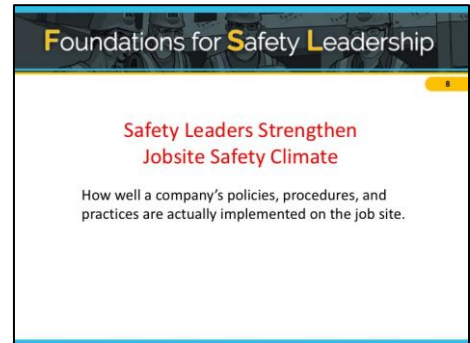 Foundations for Safety Leadership
8
Safety Leaders Strengthen
Jobsite Safety Climate
How well a company’s policies, procedures, and
practices are actually implemented on the job site.